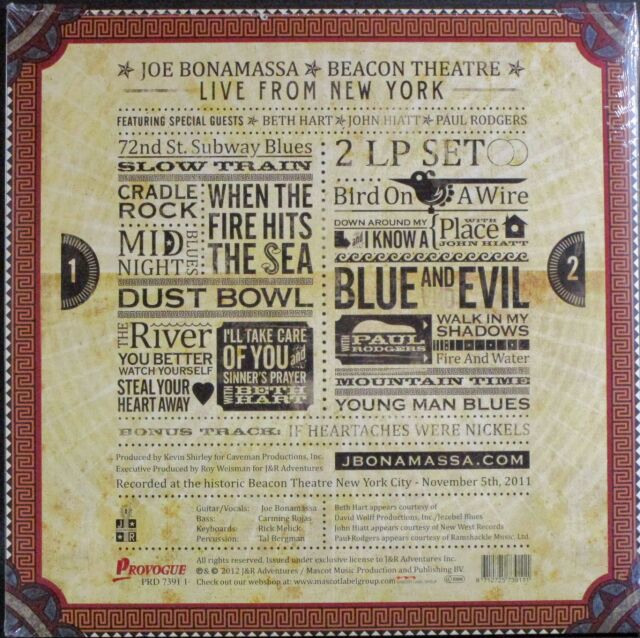 JOE BONAMASSA ✯ BEACON THEATRE
LIVE FROM NEW YORK
FEATURING SPECIAL GUESTS ✯ BETH HART ✯ JOHN HIATT ✯ PAUL RODGERS
1
72nd St. Subway Blues
SLOW TRAIN
CRADLE
ROCK
MID
NIGHT
BLUES
WHEN THE
FIRE HITS
THE SEA
DUST BOWL
THE River
YOU BETTER
WATCH YOURSELF
STEAL YOUR
HEART AWAY
I'LL TAKE CARE
OF YOU and
SINNER'S PRAYER
WITH BETH
HART
2 LP SET
Bird On A Wire
DOWN AROUND MY
and I KNOW A
Place
WITH
JOHN HIATT
BLUE AND EVIL
2
WITH PAUL
RODGERS
WALK IN MY
SHADOWS
Fire And Water
MOUNTAIN TIME
YOUNG MAN BLUES
BONUS TRACK: IF HEARTACHES WERE NICKELS
Produced by Kevin Shirley for Caveman Productions, Inc.
Executive Produced by Roy Weisman for J&R Adventures
JBONAMASSA.COM
Recorded at the historic Beacon Theatre New York City - November 5th, 2011
J R
Guitar/Vocals: Joe Bonamassa
Bass: Carming Rojas
Keyboards: Rick Melick
Percussion: Tal Bergman
Beth Hart appears courtesy of
David Wolff Productions, Inc./Jezebel Blues
John Hiatt appears courtesy of New West Records
Paul Rodgers appears courtesy of Ramshackle Music, Ltd.
PROVOGUE
PRD 7391 1
All rights reserved. Issued under exclusive license to J&R Adventures Inc.
℗ & © 2012 J&R Adventures / Mascot Music Production and Publishing BV.
Check out our webshop at: www.mascotlabelgroup.com